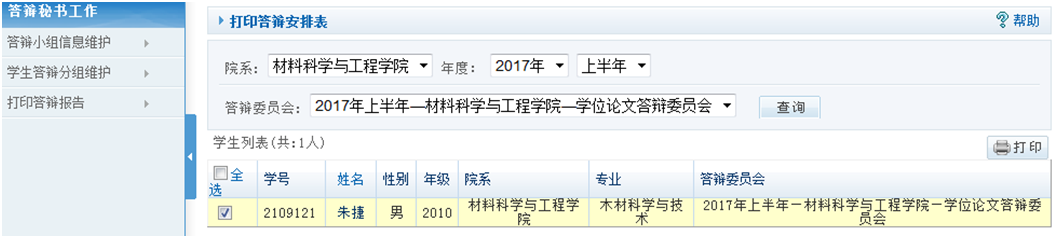 答辩秘书工作
答辩小组信息维护
学生答辩分组维护
打印答辩报告
打印答辩安排表
帮助
院系: 材料科学与工程学院 年度: 2017年 上半年
答辩委员会: 2017年上半年—材料科学与工程学院—学位论文答辩委员会 查询
学生列表(共:1人)
打印
全选 学号 姓名 性别 年级 院系 专业 答辩委员会
2109121 朱捷 男 2010 材料科学与工程学院 木材科学与技术 2017年上半年—材料科学与工程学院—学位论文答辩委员会